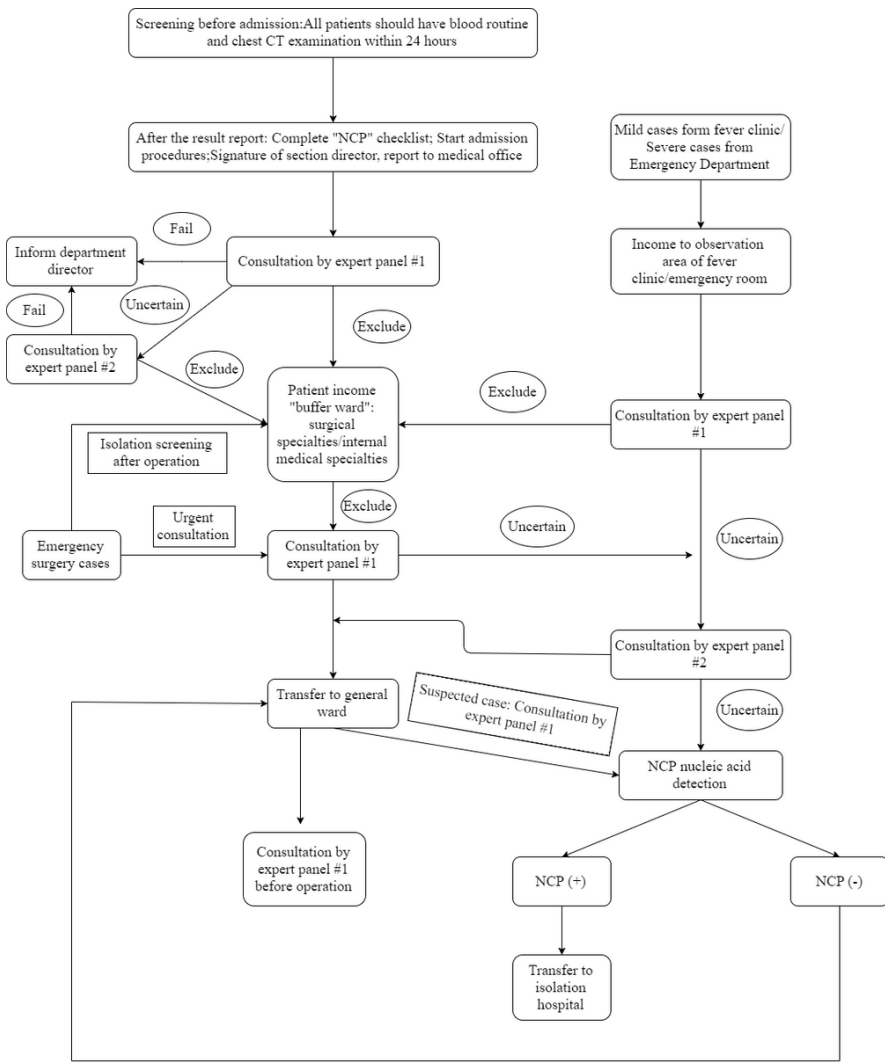 Screening before admission:All patients should have blood routine
and chest CT examination within 24 hours
After the result report: Complete "NCP" checklist; Start admission
procedures;Signature of section director, report to medical office
Mild cases form fever clinic/
Severe cases from
Emergency Department
Fail
Inform department
director
Consultation by expert panel #1
Income to observation
area of fever
clinic/emergency room
Fail
Uncertain
Exclude
Consultation by
expert panel #2
Exclude
Patient income
"buffer ward":
surgical
specialties/internal
medical specialties
Exclude
Consultation by expert panel
#1
Isolation screening
after operation
Exclude
Urgent
consultation
Uncertain
Uncertain
Emergency
surgery cases
Consultation by
expert panel #1
Consultation by expert panel
#2
Transfer to general
ward
Suspected case: Consultation by
expert panel #1
Uncertain
NCP nucleic acid
detection
Consultation by
expert panel #1
before operation
NCP (+)
NCP (-)
Transfer to
isolation
hospital